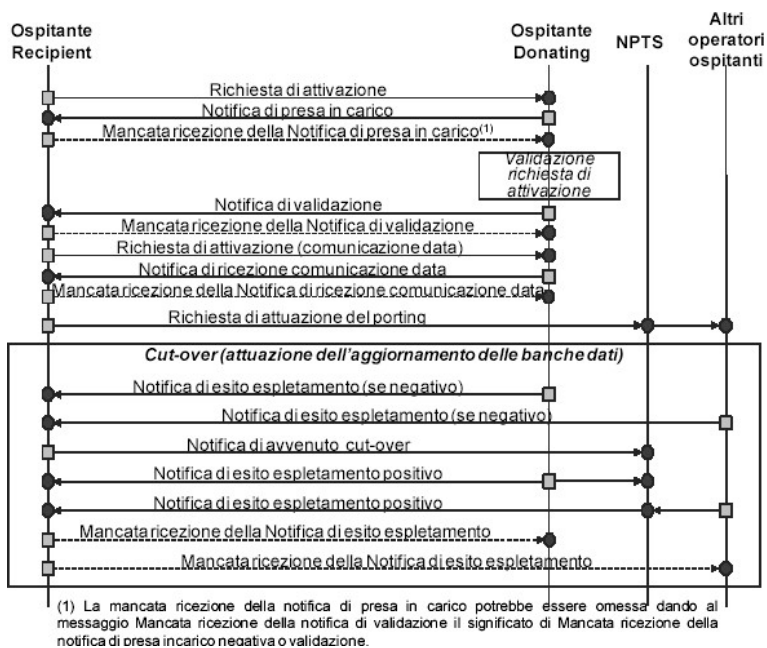 Ospitante
Recipient
Ospitante
Donating
NPTS
Altri
operatori
ospitanti
Richiesta di attivazione
Notifica di presa in carico
Mancata ricezione della Notifica di presa in carico(1)
Validazione
richiesta di
attivazione
Notifica di validazione
Mancata ricezione della Notifica di validazione
Richiesta di attivazione (comunicazione data)
Notifica di ricezione comunicazione data
Mancata ricezione della Notifica di ricezione comunicazione data
Richiesta di attuazione del porting
Cut-over (attuazione dell'aggiornamento delle banche dati)
Notifica di esito espletamento (se negativo)
Notifica di esito espletamento (se negativo)
Notifica di avvenuto cut-over
Notifica di esito espletamento positivo
Notifica di esito espletamento positivo
Mancata ricezione della Notifica di esito espletamento
Mancata ricezione della Notifica di esito espletamento
(1) La mancata ricezione della notifica di presa in carico potrebbe essere omessa dando al
messaggio Mancata ricezione della notifica di validazione il significato di Mancata ricezione della
notifica di presa incarico negativa o validazione.